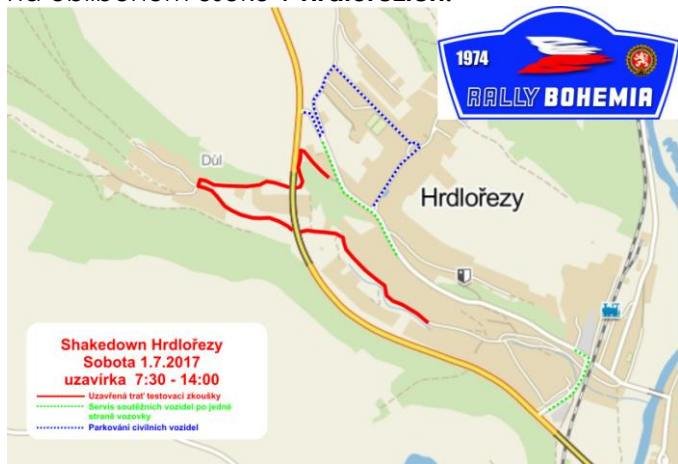 v Hrdlořezích.
1974
RALLY BOHEMIA
Důl
Hrdlořezy
Shakedown Hrdlořezy
Sobota 1.7.2017
uzavírka 7:30 - 14:00
Uzavřená trať testovací zkoušky
Servis soutěžních vozidel po jedné
straně vozovky
Parkování civilních vozidel